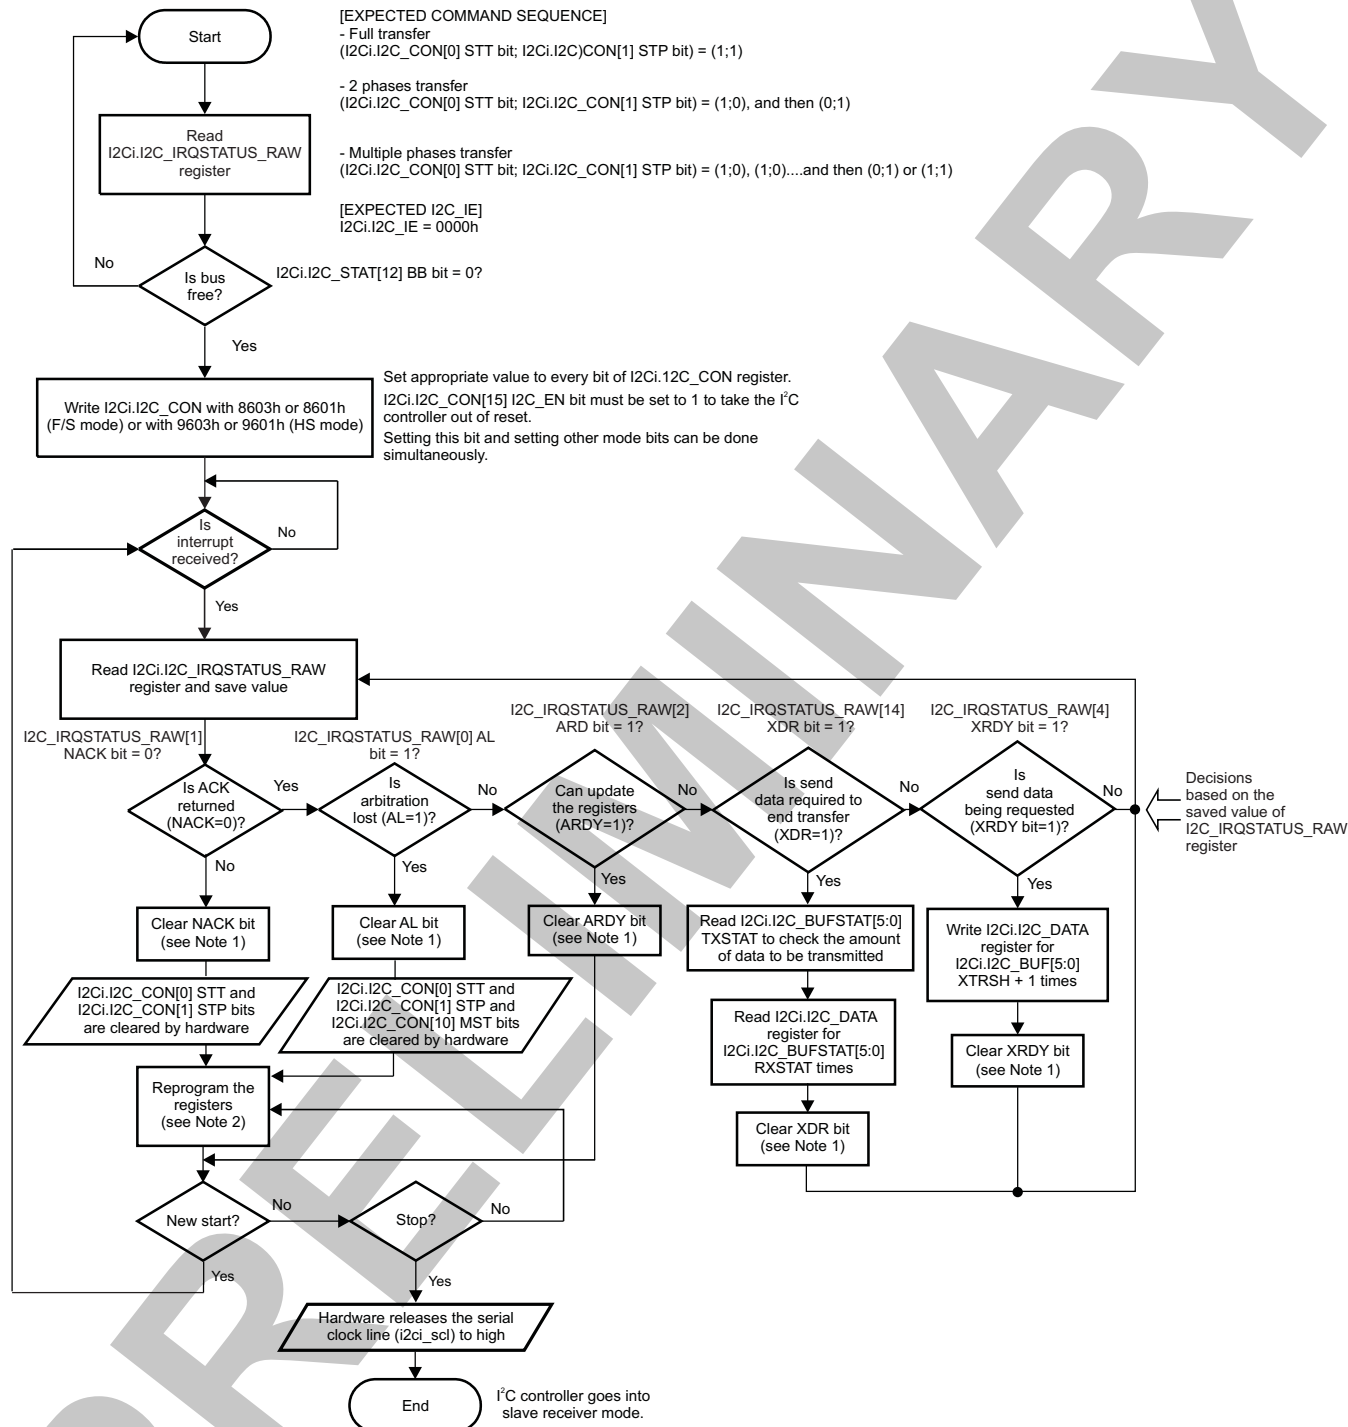 Start
[EXPECTED COMMAND SEQUENCE]
- Full transfer
(I2Ci.I2C_CON[0] STT bit; I2Ci.I2C)CON[1] STP bit) = (1;1)
- 2 phases transfer
(I2Ci.I2C_CON[0] STT bit; I2Ci.I2C_CON[1] STP bit) = (1;0), and then (0;1)
- Multiple phases transfer
(I2Ci.I2C_CON[0] STT bit; I2Ci.I2C_CON[1] STP bit) = (1;0), (1;0)....and then (0;1) or (1;1)
[EXPECTED I2C_IE]
I2Ci.I2C_IE = 0000h
Read
I2Ci.I2C_IRQSTATUS_RAW
register
No
Is bus
free?
I2Ci.I2C_STAT[12] BB bit = 0?
Yes
Write I2Ci.I2C_CON with 8603h or 8601h
(F/S mode) or with 9603h or 9601h (HS mode)
Set appropriate value to every bit of I2Ci.12C_CON register.
I2Ci.I2C_CON[15] I2C_EN bit must be set to 1 to take the I²C
controller out of reset.
Setting this bit and setting other mode bits can be done
simultaneously.
Is
interrupt
received?
No
Yes
Read I2Ci.I2C_IRQSTATUS_RAW
register and save value
I2C_IRQSTATUS_RAW[1]
NACK bit = 0?
I2C_IRQSTATUS_RAW[0] AL
bit = 1?
I2C_IRQSTATUS_RAW[2]
ARD bit = 1?
I2C_IRQSTATUS_RAW[14]
XDR bit = 1?
I2C_IRQSTATUS_RAW[4]
XRDY bit = 1?
Is ACK
returned
(NACK=0)?
Yes
Is
arbitration
lost (AL=1)?
No
Can update
the registers
(ARDY=1)?
No
Is send
data required to
end transfer
(XDR=1)?
No
Is
send data
being requested
(XRDY bit=1)?
No
Decisions
based on the
saved value of
I2C_IRQSTATUS_RAW
register
No
Yes
Yes
Yes
Yes
Clear NACK bit
(see Note 1)
Clear AL bit
(see Note 1)
Clear ARDY bit
(see Note 1)
Read I2Ci.I2C_BUFSTAT[5:0]
TXSTAT to check the amount
of data to be transmitted
Write I2Ci.I2C_DATA
register for
I2Ci.I2C_BUF[5:0]
XTRSH + 1 times
I2Ci.I2C_CON[0] STT and
I2Ci.I2C_CON[1] STP bits
are cleared by hardware
I2Ci.I2C_CON[0] STT and
I2Ci.I2C_CON[1] STP and
I2Ci.I2C_CON[10] MST bits
are cleared by hardware
Read I2Ci.I2C_DATA
register for
I2Ci.I2C_BUFSTAT[5:0]
RXSTAT times
Clear XRDY bit
(see Note 1)
Reprogram the
registers
(see Note 2)
Clear XDR bit
(see Note 1)
New start?
No
Stop?
No
Yes
Yes
Hardware releases the serial
clock line (i2ci_scl) to high
End
I²C controller goes into
slave receiver mode.
PRELIMINARY